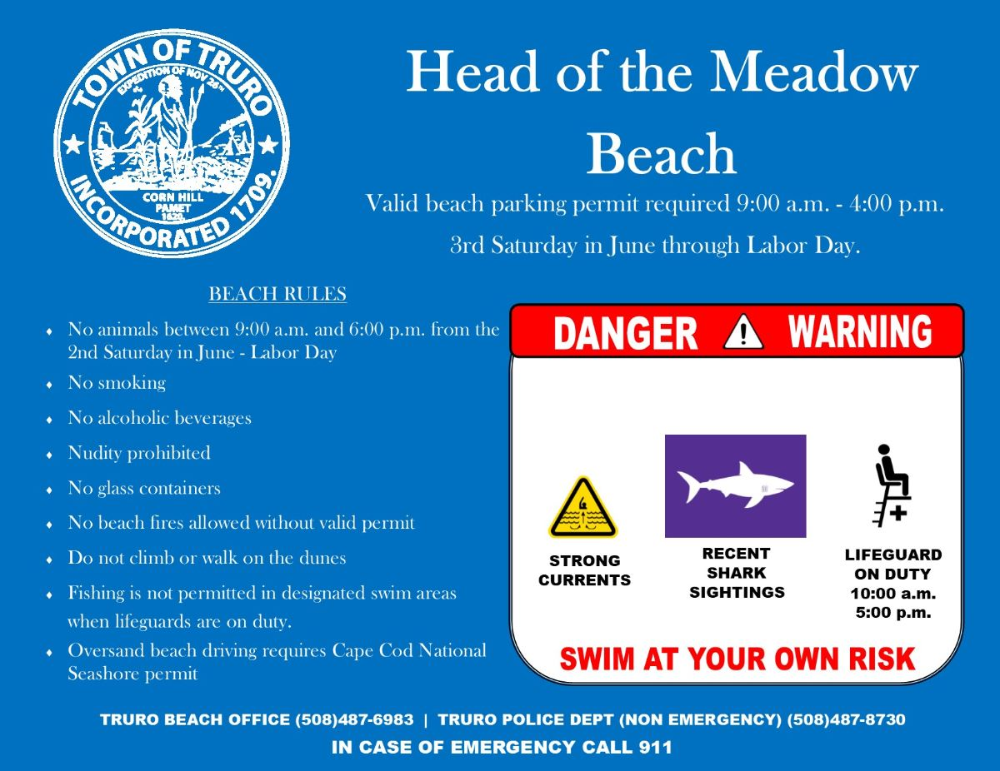 TOWN OF TRURO
EXPEDITION OF NOV 26TH
CORN HILL
PAMET
1620.
INCORPORATED 1709.
Head of the Meadow
Beach
Valid beach parking permit required 9:00 a.m. - 4:00 p.m.
3rd Saturday in June through Labor Day.
BEACH RULES
♦ No animals between 9:00 a.m. and 6:00 p.m. from the
2nd Saturday in June - Labor Day
♦ No smoking
♦ No alcoholic beverages
♦ Nudity prohibited
♦ No glass containers
♦ No beach fires allowed without valid permit
♦ Do not climb or walk on the dunes
♦ Fishing is not permitted in designated swim areas
when lifeguards are on duty.
♦ Oversand beach driving requires Cape Cod National
Seashore permit
DANGER ! WARNING
STRONG
CURRENTS
RECENT
SHARK
SIGHTINGS
LIFEGUARD
ON DUTY
10:00 a.m.
5:00 p.m.
SWIM AT YOUR OWN RISK
TRURO BEACH OFFICE (508)487-6983 | TRURO POLICE DEPT (NON EMERGENCY) (508)487-8730
IN CASE OF EMERGENCY CALL 911